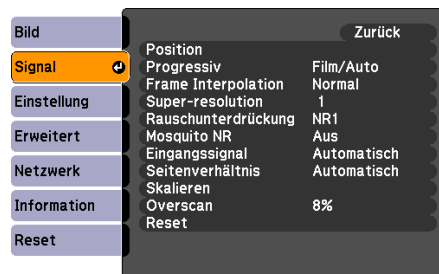 Bild
Signal
Einstellung
Erweitert
Netzwerk
Information
Reset
Zurück
Position
Progressiv Film/Auto
Frame Interpolation Normal
Super-resolution 1
Rauschunterdrückung NR1
Mosquito NR Aus
Eingangssignal Automatisch
Seitenverhältnis Automatisch
Skalieren
Overscan 8%
Reset